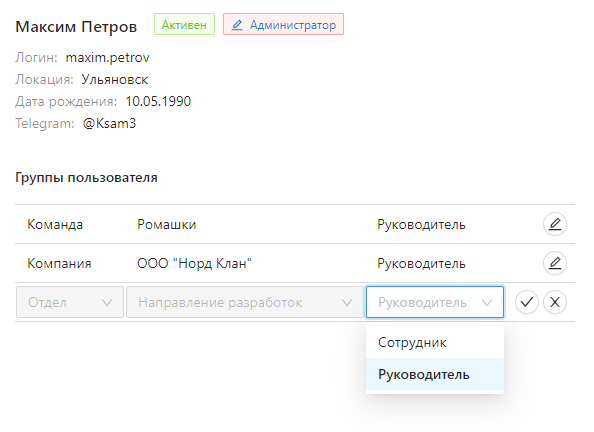 Максим Петров Активен Администратор
Логин: maxim.petrov
Локация: Ульяновск
Дата рождения: 10.05.1990
Telegram: @Ksam3
Группы пользователя
Команда Ромашки Руководитель
Компания ООО "Норд Клан" Руководитель
Отдел Направление разработок Руководитель
Сотрудник
Руководитель